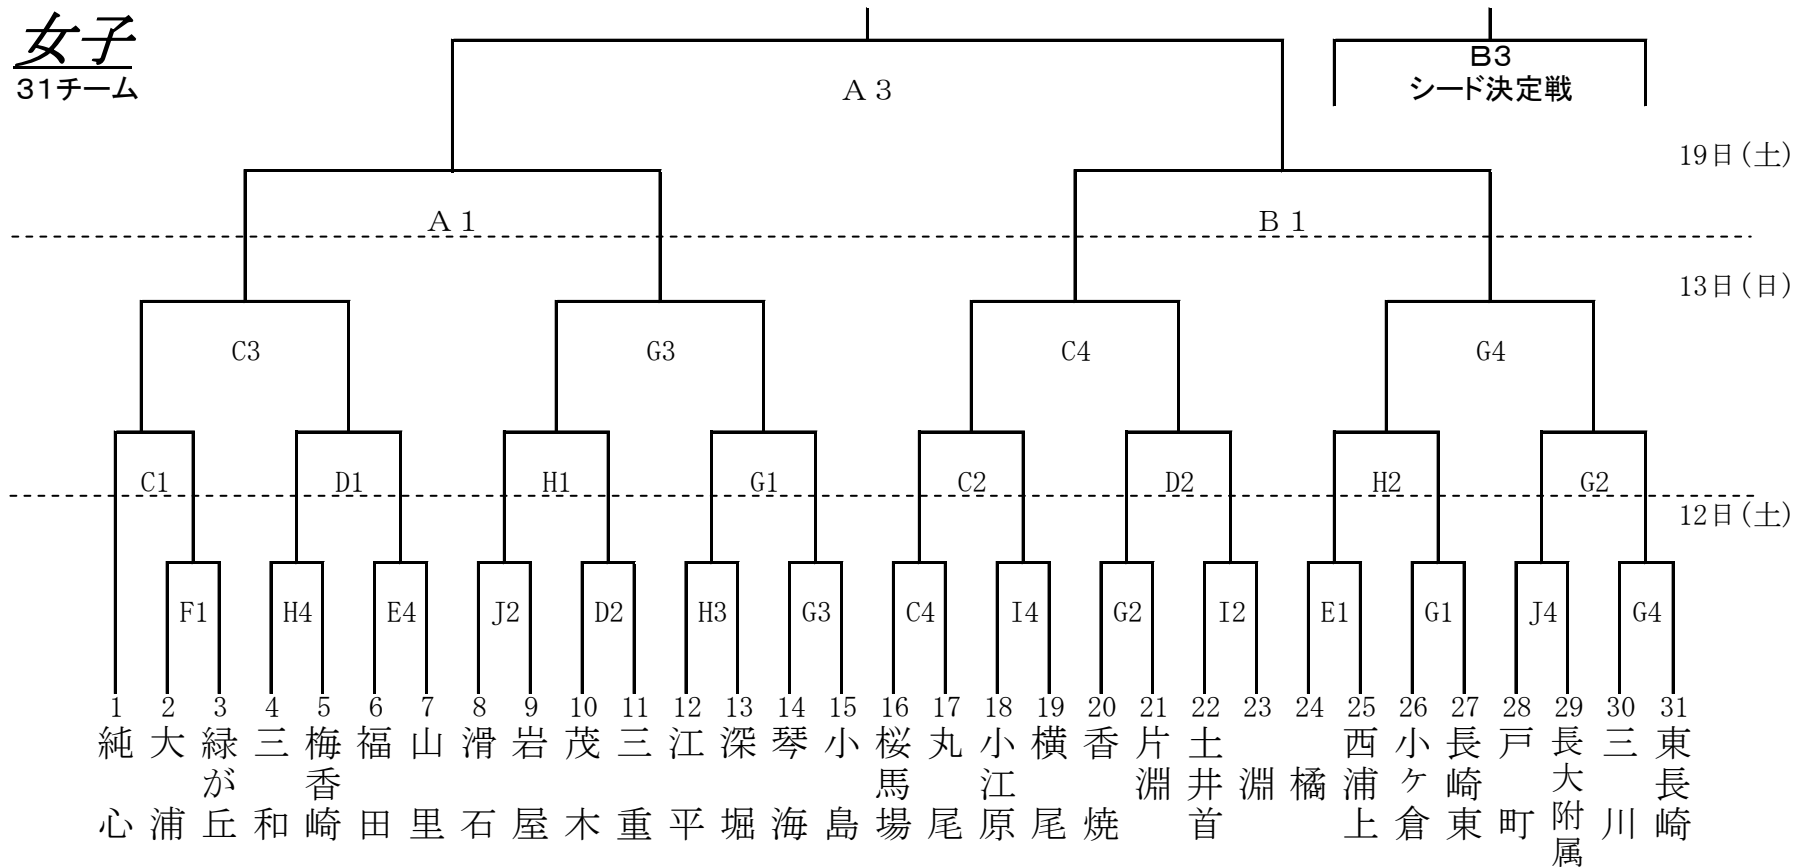 女子
31チーム
B3
シード決定戦
A3
19日(土)
A1
B1
13日(日)
C3
G3
C4
G4
C1
D1
H1
G1
C2
D2
H2
G2
12日(土)
F1
H4
E4
J2
D2
H3
G3
C4
I4
G2
I2
E1
G1
J4
G4
1
純心
2
大浦
3
緑が丘
4
三和
5
梅香崎
6
福田
7
山里
8
滑石
9
岩屋
10
茂木
11
三重
12
江平
13
深堀
14
琴海
15
小島
16
桜馬場
17
丸尾
18
小江原
19
横尾
20
香焼
21
片淵
22
土井首
23
淵
24
橘
25
西浦上
26
小ケ倉
27
長崎東
28
戸町
29
長大附属
30
三川
31
東長崎